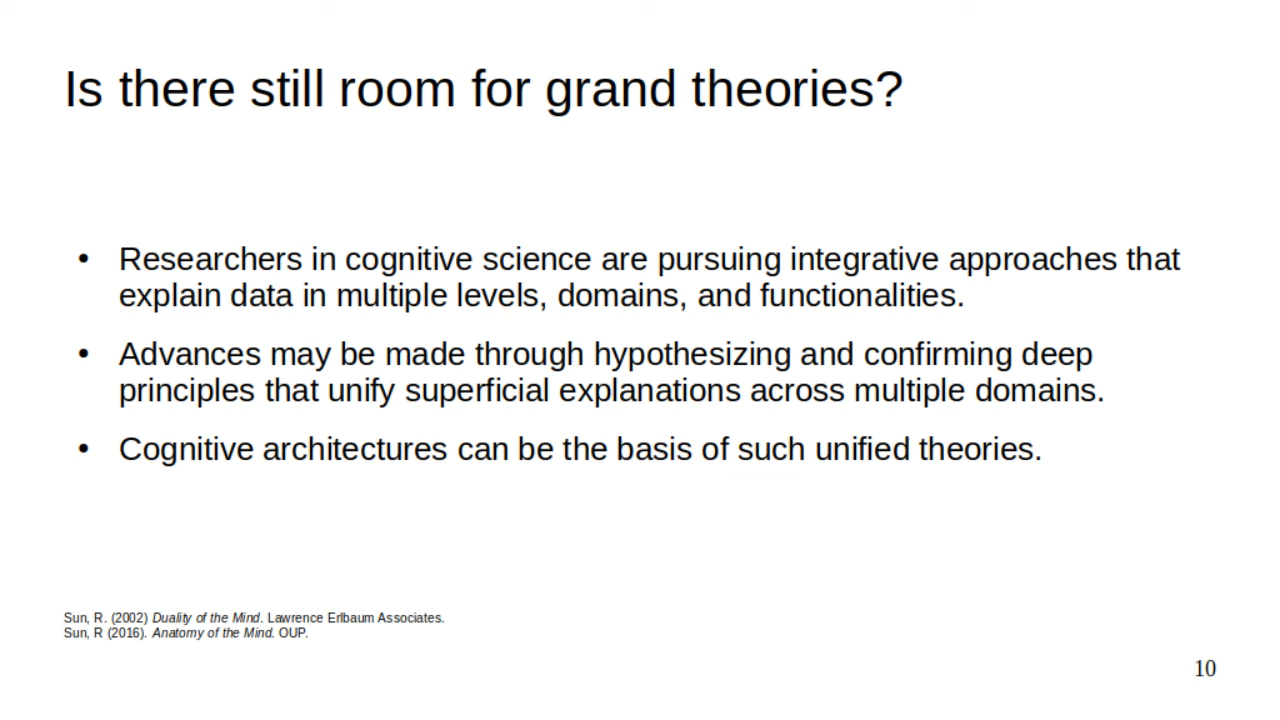 Is there still room for grand theories?
• Researchers in cognitive science are pursuing integrative approaches that
explain data in multiple levels, domains, and functionalities.
• Advances may be made through hypothesizing and confirming deep
principles that unify superficial explanations across multiple domains.
• Cognitive architectures can be the basis of such unified theories.
Sun, R. (2002) Duality of the Mind. Lawrence Erlbaum Associates.
Sun, R (2016). Anatomy of the Mind. OUP.
10